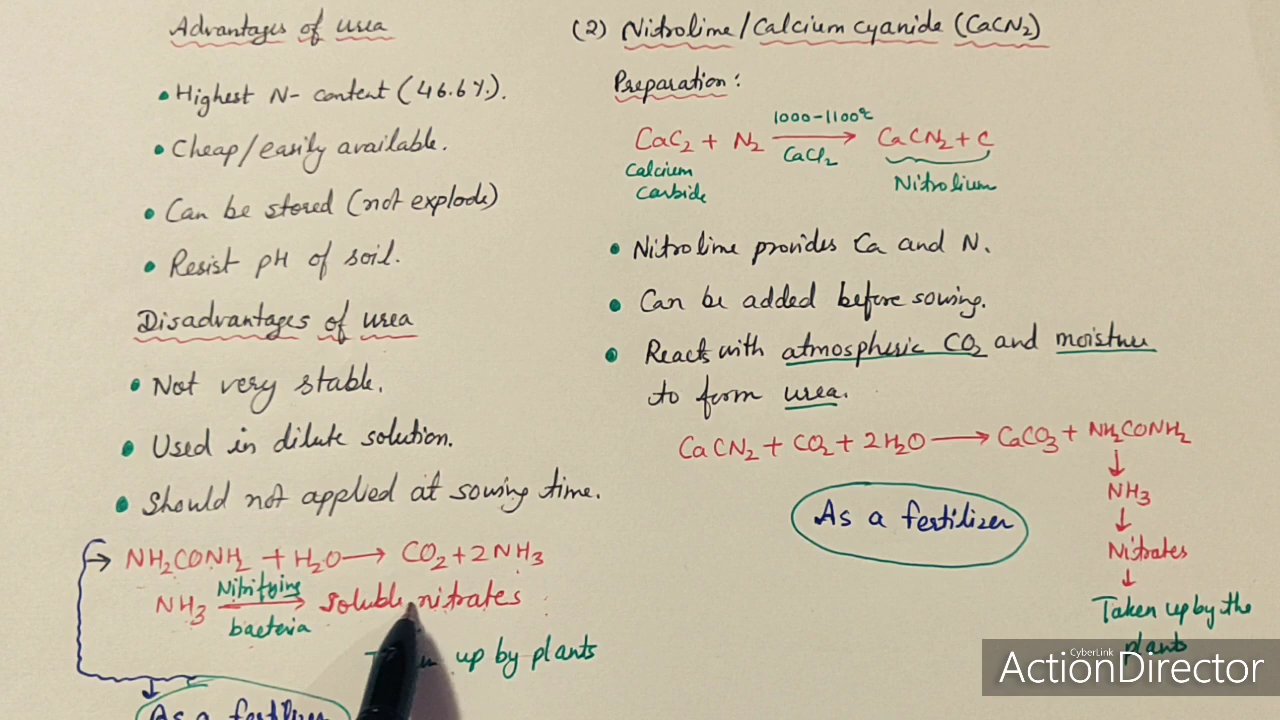 Advantages of urea
• Highest N- content (46.6%).
• Cheap/easily available.
• Can be stored (not explode)
• Resist pH of soil.
Disadvantages of urea
• Not very stable.
• Used in dilute solution.
• Should not applied at sowing time.
→ NH2CONH2 + H2O → CO2 + 2NH3
NH3 Nitrifying → soluble nitrates
bacteria
up by plants
As a fertilizer
(2) Nitrolime/Calcium cyanide (CaCN2)
Preparation:
1000-1100°C
CaC2 + N2 → CaCN2 + C
CaCl2
Calcium
Carbide
Nitrolium
• Nitrolime provides Ca and N.
• Can be added before sowing.
• Reacts with atmospheric CO2 and moisture
to form urea.
CaCN2 + CO2 + 2H2O → CaCO3 + NH2CONH2
↓
NH3
↓
Nitrates
↓
Taken up by the
plants
As a fertilizer
CyberLink
ActionDirector